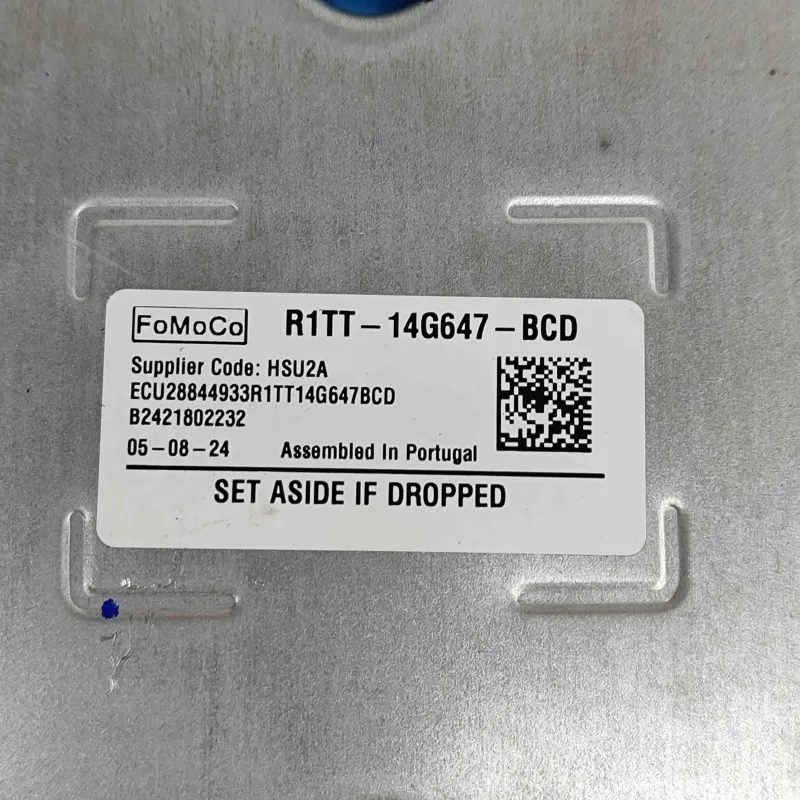 FoMoCo R1TT-14G647-BCD
Supplier Code: HSU2A
ECU28844933R1TT14G647BCD
B2421802232
05-08-24 Assembled In Portugal
SET ASIDE IF DROPPED